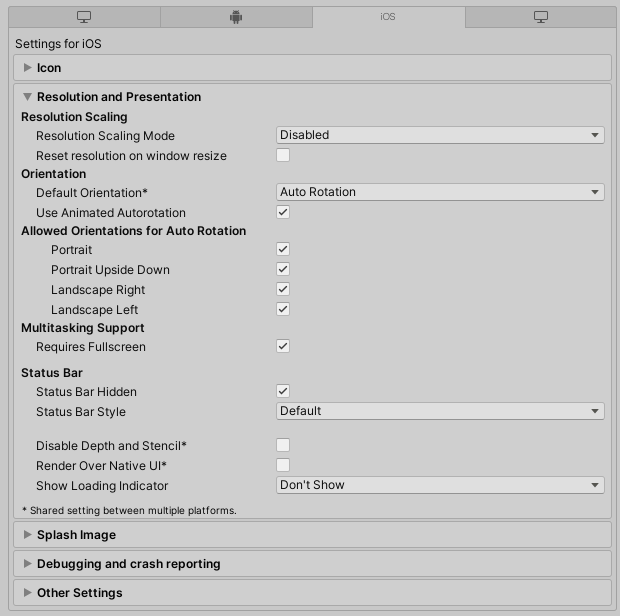 iOS
Settings for iOS
Icon
Resolution and Presentation
Resolution Scaling
Resolution Scaling Mode Disabled
Reset resolution on window resize
Orientation
Default Orientation* Auto Rotation
Use Animated Autorotation
Allowed Orientations for Auto Rotation
Portrait
Portrait Upside Down
Landscape Right
Landscape Left
Multitasking Support
Requires Fullscreen
Status Bar
Status Bar Hidden
Status Bar Style Default
Disable Depth and Stencil*
Render Over Native UI*
Show Loading Indicator Don't Show
* Shared setting between multiple platforms.
Splash Image
Debugging and crash reporting
Other Settings